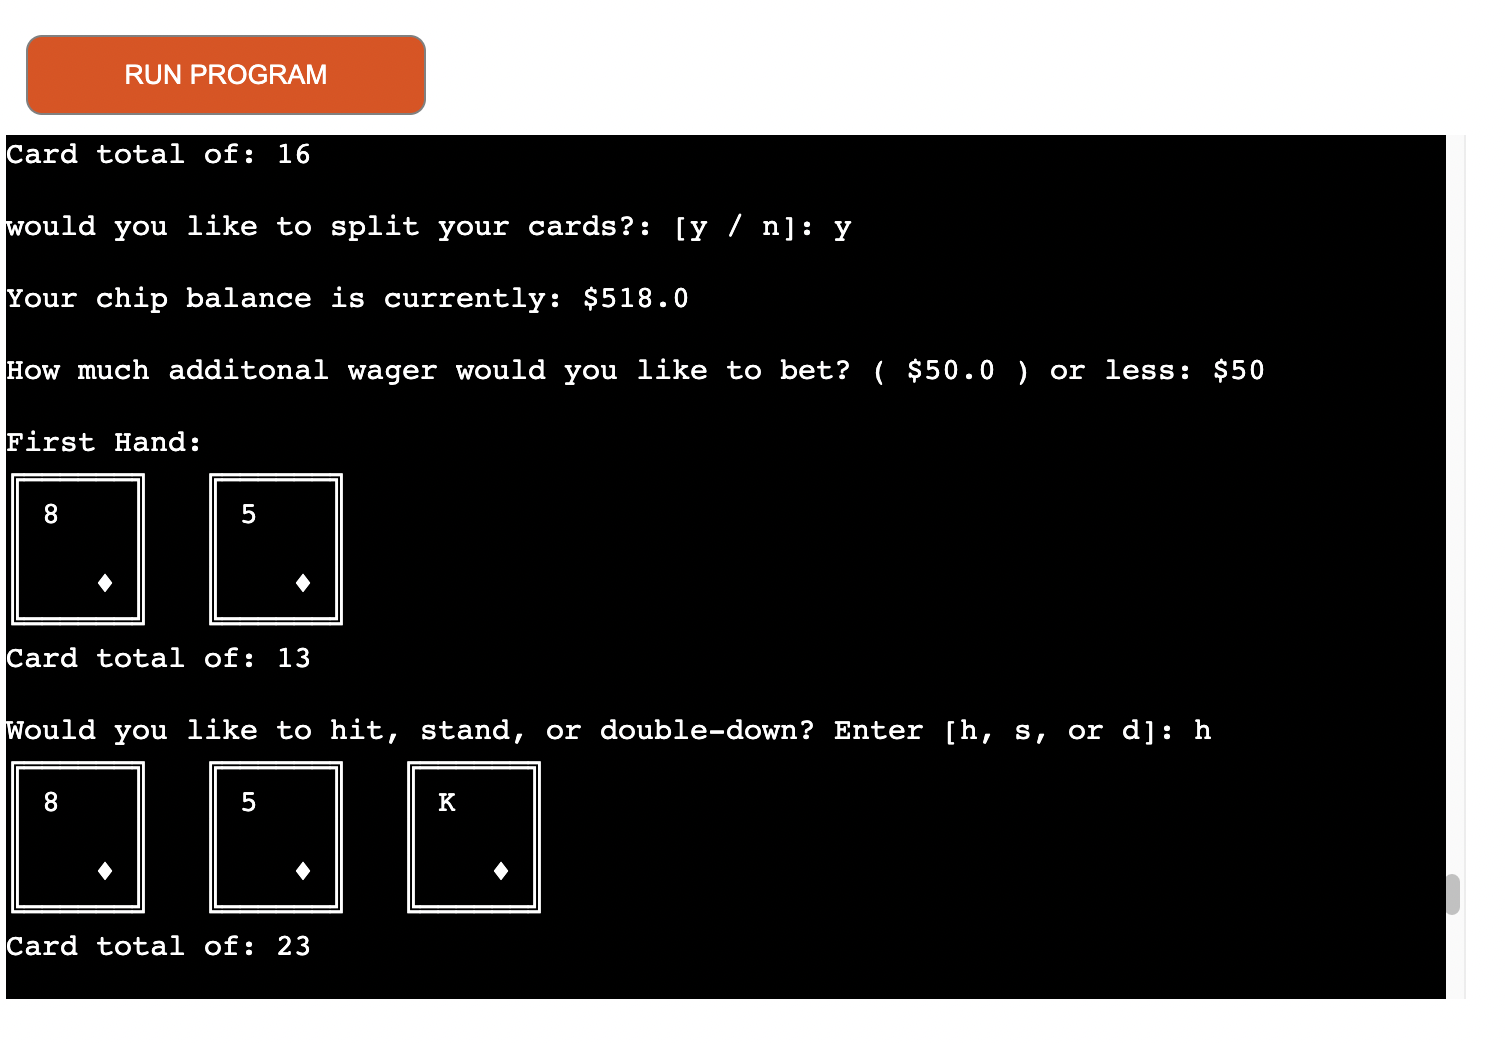 RUN PROGRAM
Card total of: 16
would you like to split your cards?: [y / n]: y
Your chip balance is currently: $518.0
How much additonal wager would you like to bet? ( $50.0 ) or less: $50
First Hand:
8 5
♦ ♦
Card total of: 13
Would you like to hit, stand, or double-down? Enter [h, s, or d]: h
8 5 K
♦ ♦ ♦
Card total of: 23